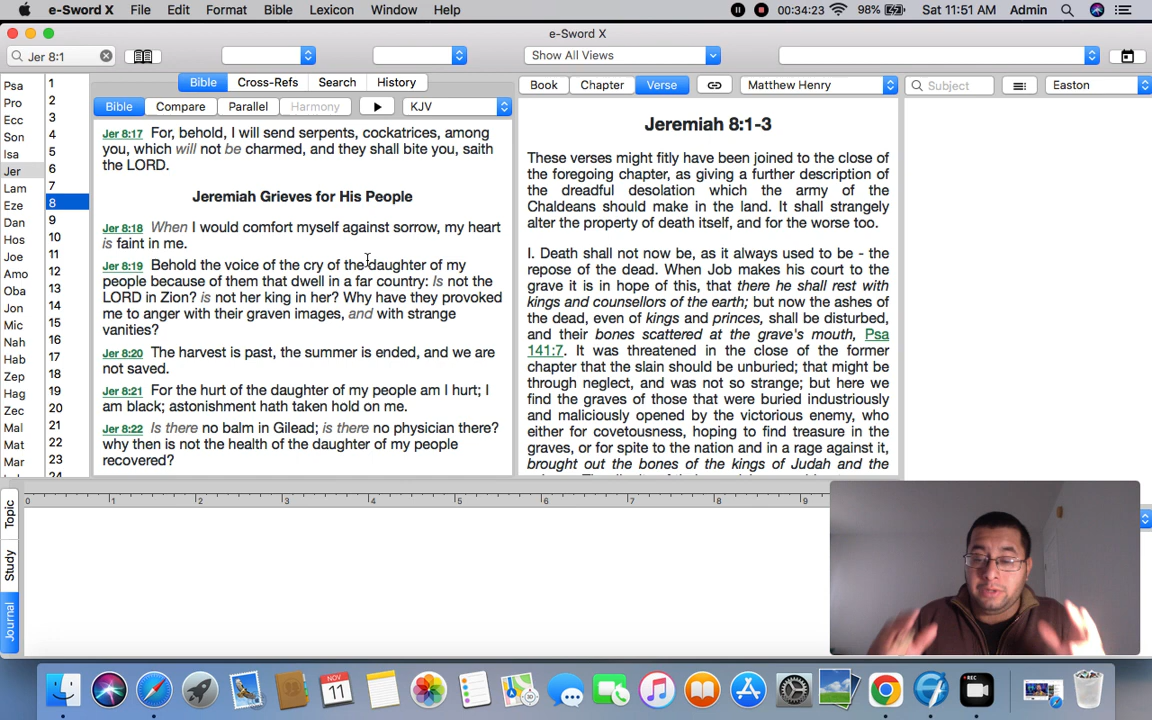 e-Sword X File Edit Format Bible Lexicon Window Help 00:34:23 98% Sat 11:51 AM Admin
e-Sword X
Jer 8:1 Show All Views
Bible Cross-Refs Search History
Book Chapter Verse Matthew Henry Subject Easton
Bible Compare Parallel Harmony KJV
Psa
Pro
Ecc
Son
Isa
Jer
Lam
Eze
Dan
Hos
Joe
Amo
Oba
Jon
Mic
Nah
Hab
Zep
Hag
Zec
Mal
Mat
Mar
1
2
3
4
5
6
7
8
9
10
11
12
13
14
15
16
17
18
19
20
21
22
23
24
Jer 8:17 For, behold, I will send serpents, cockatrices, among
you, which will not be charmed, and they shall bite you, saith
the LORD.
Jeremiah Grieves for His People
Jer 8:18 When I would comfort myself against sorrow, my heart
is faint in me.
Jer 8:19 Behold the voice of the cry of the daughter of my
people because of them that dwell in a far country: Is not the
LORD in Zion? is not her king in her? Why have they provoked
me to anger with their graven images, and with strange
vanities?
Jer 8:20 The harvest is past, the summer is ended, and we are
not saved.
Jer 8:21 For the hurt of the daughter of my people am I hurt; I
am black; astonishment hath taken hold on me.
Jer 8:22 Is there no balm in Gilead; is there no physician there?
why then is not the health of the daughter of my people
recovered?
Jeremiah 8:1-3
These verses might fitly have been joined to the close of
the foregoing chapter, as giving a further description of
the dreadful desolation which the army of the
Chaldeans should make in the land. It shall strangely
alter the property of death itself, and for the worse too.
I. Death shall not now be, as it always used to be - the
repose of the dead. When Job makes his court to the
grave it is in hope of this, that there he shall rest with
kings and counsellors of the earth; but now the ashes of
the dead, even of kings and princes, shall be disturbed,
and their bones scattered at the grave's mouth, Psa
141:7. It was threatened in the close of the former
chapter that the slain should be unburied; that might be
through neglect, and was not so strange; but here we
find the graves of those that were buried industriously
and maliciously opened by the victorious enemy, who
either for covetousness, hoping to find treasure in the
graves, or for spite to the nation and in a rage against it,
brought out the bones of the kings of Judah and the
0 1 2 3 4 5 6 7 8 9
Topic
Study
Journal
NOV
11
REC